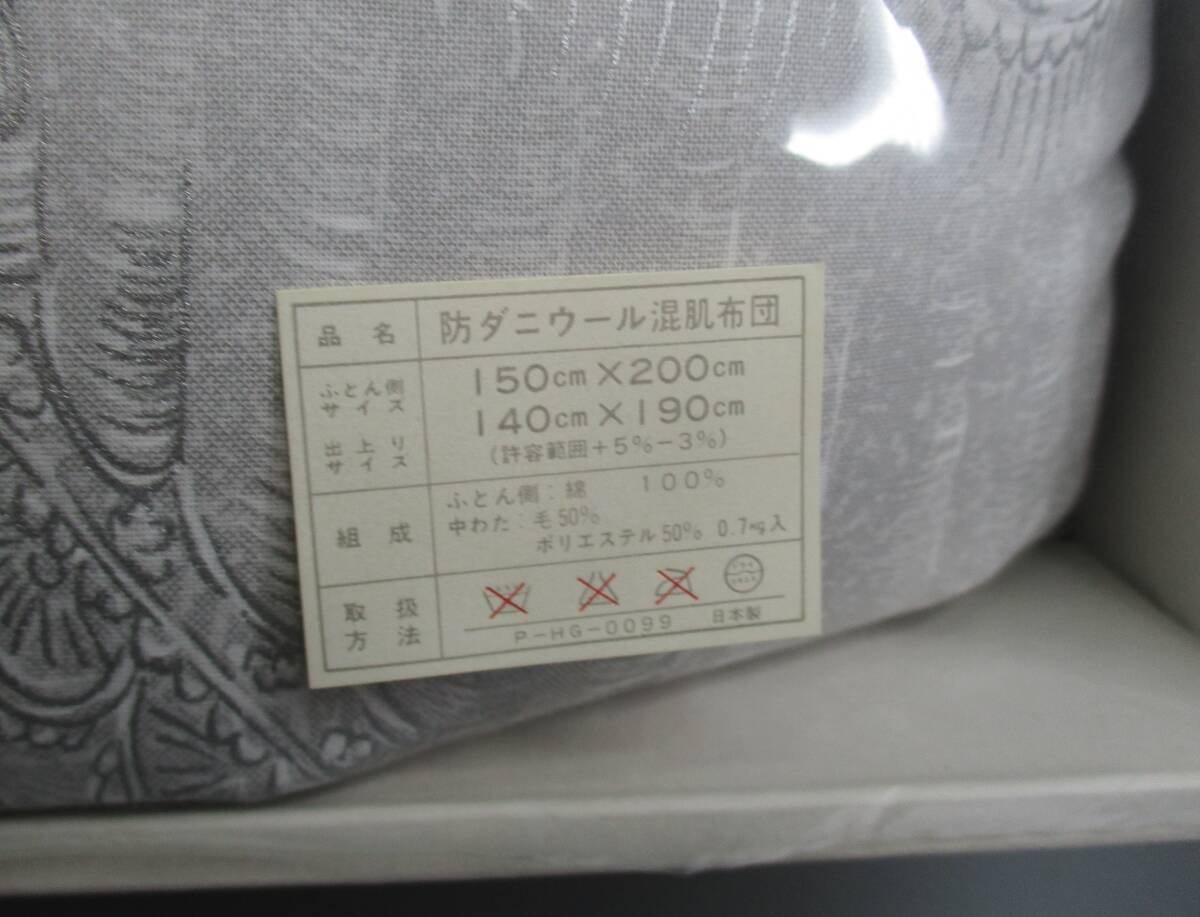 品名 防ダニウール混肌布団
ふとん側サイズ 150cm×200cm
出上りサイズ 140cm×190cm
(許容範囲+5%-3%)
組成 ふとん側:綿 100%
中わた:毛50%
ポリエステル50% 0.7kg入
取扱方法
P-HG-0099 日本製